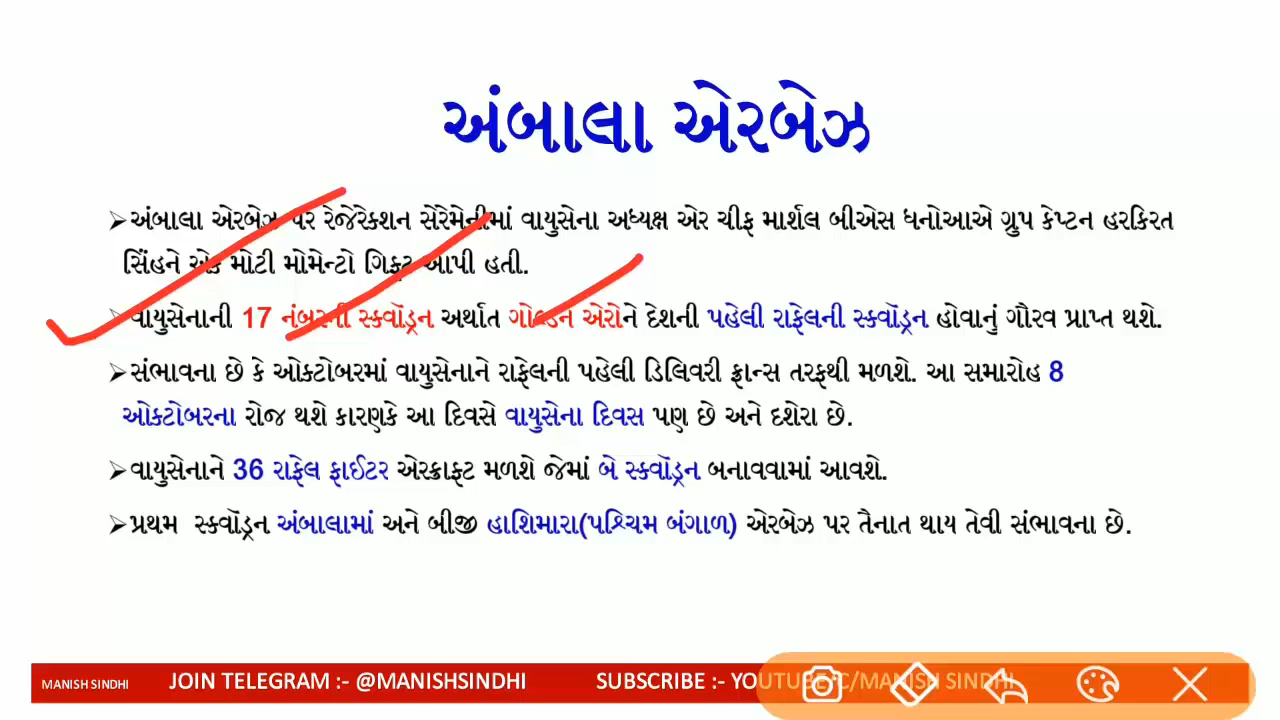 અંબાલા એરબેઝ
➢અંબાલા એરબેઝ પર રેજેરેક્શન સેરેમેનીમાં વાયુસેના અધ્યક્ષ એર ચીફ માર્શલ બીએસ ધનોઆએ ગ્રુપ કેપ્ટન હરકિરત
સિંહને એક મોટી મોમેન્ટો ગિફ્ટ આપી હતી.
➢વાયુસેનાની 17 નંબરની સ્ક્વૉડ્રન અર્થાત ગોલ્ડન એરોને દેશની પહેલી રાફેલની સ્ક્વૉડ્રન હોવાનું ગૌરવ પ્રાપ્ત થશે.
➢સંભાવના છે કે ઓક્ટોબરમાં વાયુસેનાને રાફેલની પહેલી ડિલિવરી ફ્રાન્સ તરફથી મળશે. આ સમારોહ 8
ઓક્ટોબરના રોજ થશે કારણકે આ દિવસે વાયુસેના દિવસ પણ છે અને દશેરા છે.
➢વાયુસેનાને 36 રાફેલ ફાઈટર એરક્રાફ્ટ મળશે જેમાં બે સ્ક્વૉડ્રન બનાવવામાં આવશે.
➢પ્રથમ સ્ક્વૉડ્રન અંબાલામાં અને બીજી હાશિમારા(પશ્ચિમ બંગાળ) એરબેઝ પર તૈનાત થાય તેવી સંભાવના છે.
MANISH SINDHI JOIN TELEGRAM :- @MANISHSINDHI SUBSCRIBE :- YOUTUBE/C/MANISH SINDHI